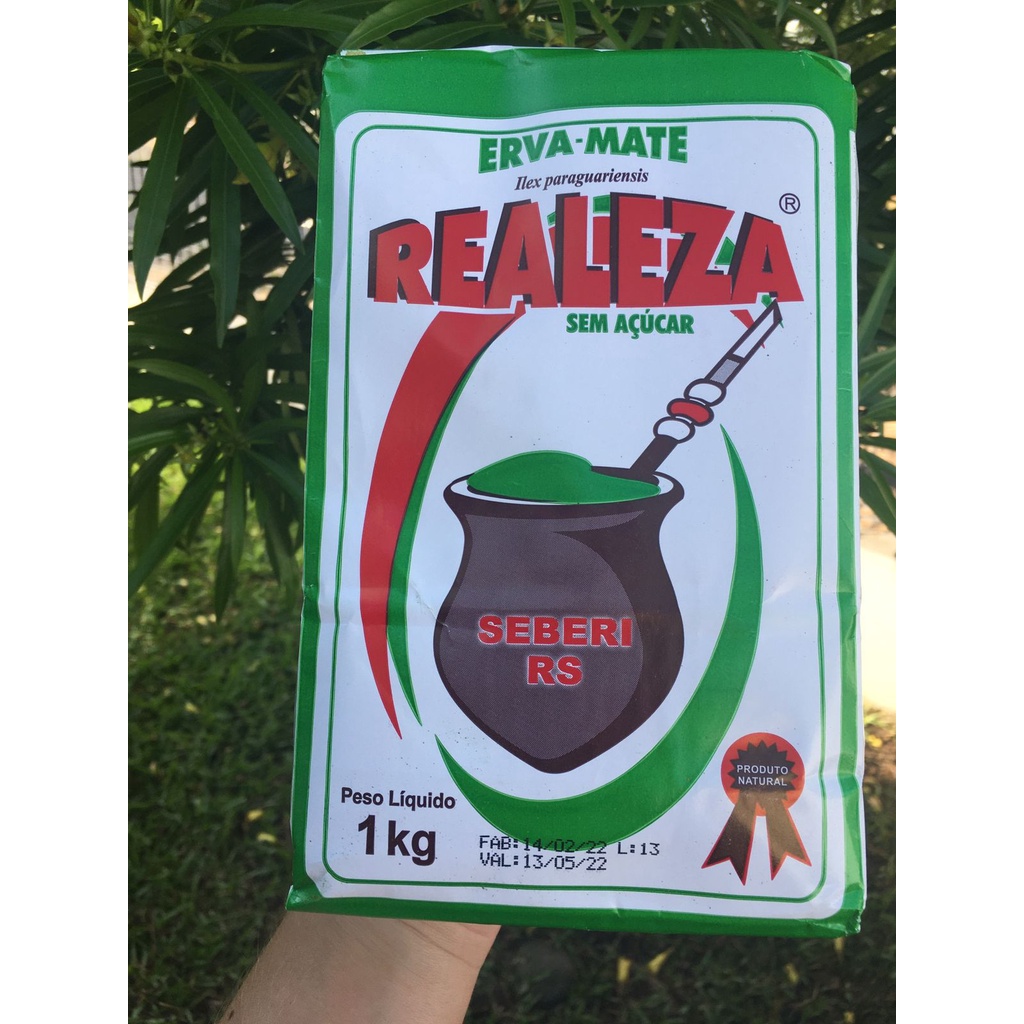 ERVA-MATE
Ilex paraguariensis
REALEZA®
SEM AÇÚCAR
SEBERI
RS
PRODUTO
NATURAL
Peso Líquido
1kg
FAB:14/02/22 L:13
VAL:13/05/22